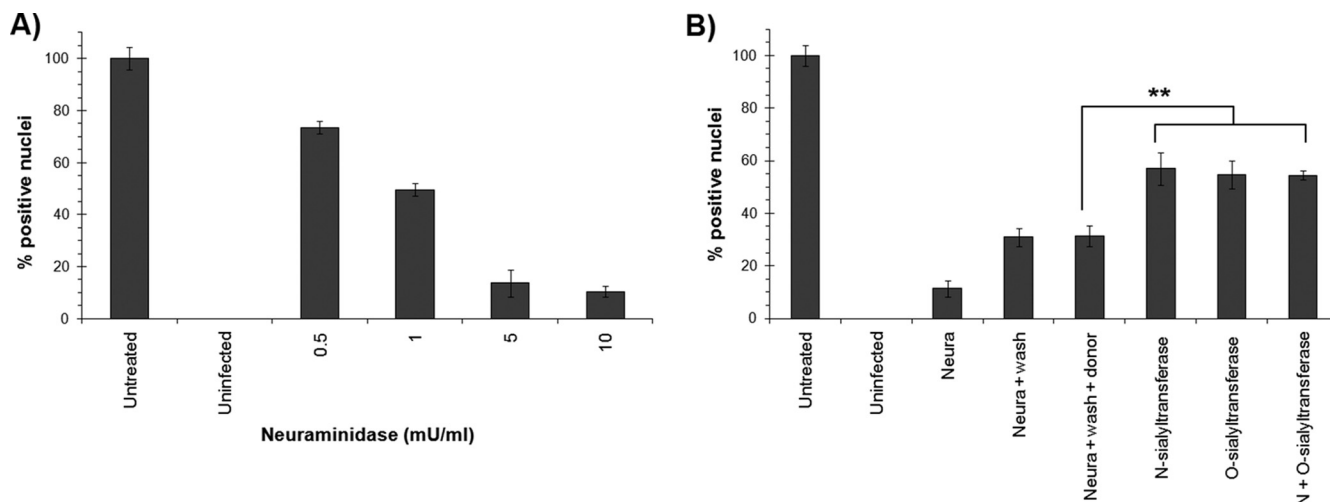 A)
% positive nuclei
100
80
60
40
20
0
Untreated
Uninfected
0.5
1
5
10
Neuraminidase (mU/ml)
B)
% positive nuclei
100
80
60
40
20
0
**
Untreated
Uninfected
Neura
Neura + wash
Neura + wash + donor
N-sialyltransferase
O-sialyltransferase
N + O-sialyltransferase